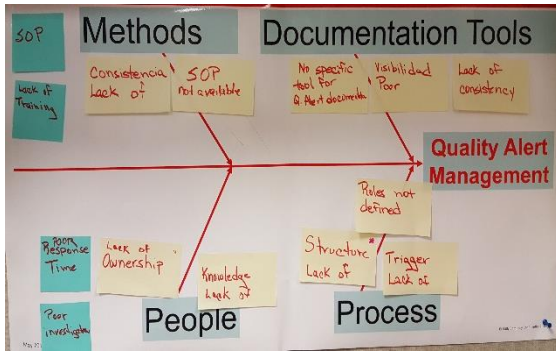 SOP
Methods
Documentation Tools
Lack of
Training
Consistencia
Lack of
SOP
not available
No specific
tool for
Q. Alert
Visibilidad
Poor
Lack of
consistency
Quality Alert
Management
Roles not
defined
Structure
Lack of
Trigger
Lack of
Poor
Response
Time
Lack of
Ownership
Knowledge
Lack of
Poor
People
Process